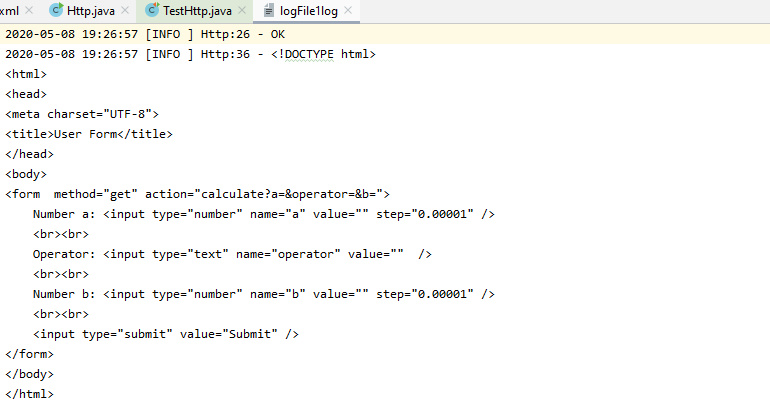 xml Http.java TestHttp.java logFile1log
2020-05-08 19:26:57 [INFO ] Http:26 - OK
2020-05-08 19:26:57 [INFO ] Http:36 - <!DOCTYPE html>
<html>
<head>
<meta charset="UTF-8">
<title>User Form</title>
</head>
<body>
<form  method="get" action="calculate?a=&operator=&b=">
    Number a: <input type="number" name="a" value="" step="0.00001" />
    <br><br>
    Operator: <input type="text" name="operator" value=""  />
    <br><br>
    Number b: <input type="number" name="b" value="" step="0.00001" />
    <br><br>
    <input type="submit" value="Submit" />
</form>
</body>
</html>